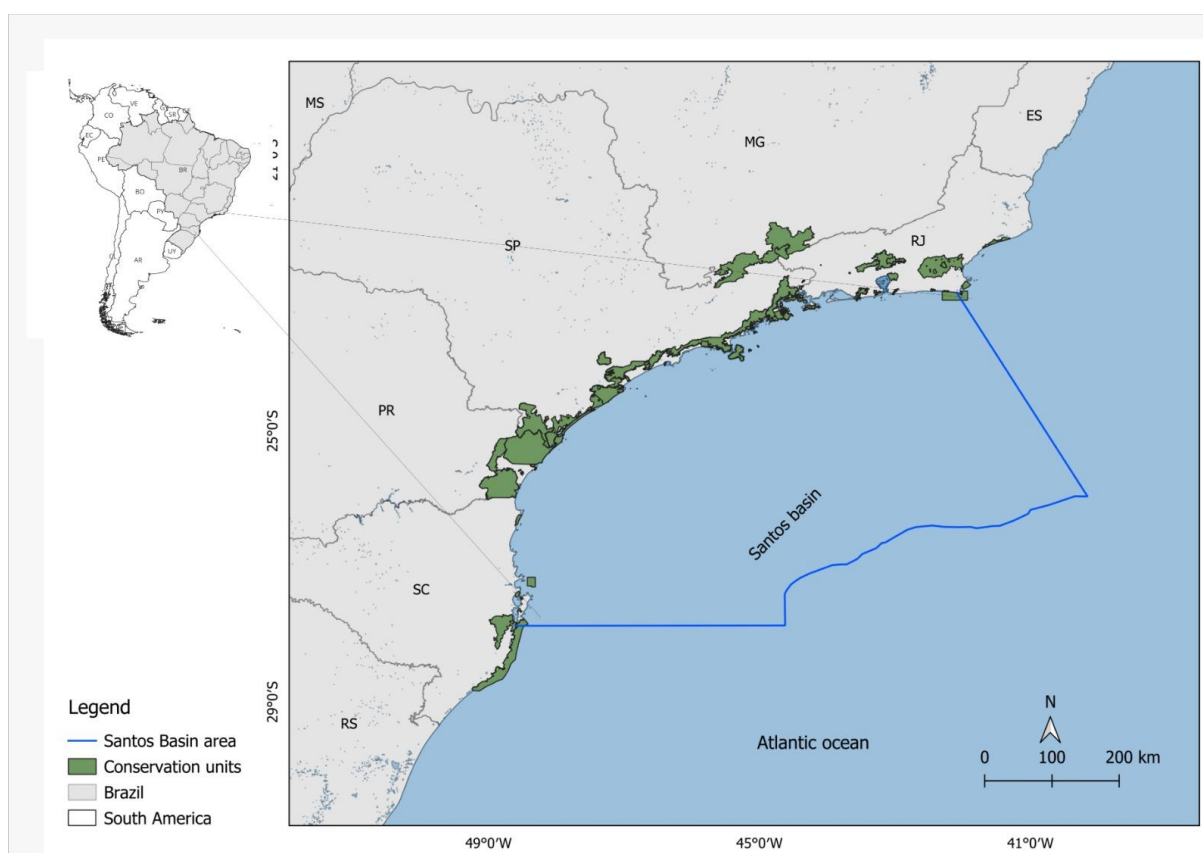 CO
VE
SR
EC
PE
BR
BO
PY
AR
UY
MS
MG
ES
SP
RJ
PR
SC
RS
Santos basin
Atlantic ocean
25°0'S
29°0'S
49°0'W
45°0'W
41°0'W
N
0 100 200 km
Legend
Santos Basin area
Conservation units
Brazil
South America